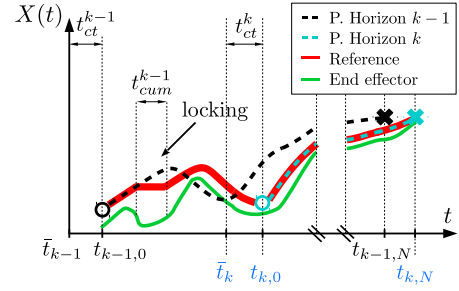 X(t)
t_{ct}^{k-1}
t_{ct}^{k}
P. Horizon k − 1
P. Horizon k
Reference
End effector
t_{cum}^{k-1}
locking
t
t̄_{k-1}
t_{k-1,0}
t̄_k
t_{k,0}
t_{k-1,N}
t_{k,N}